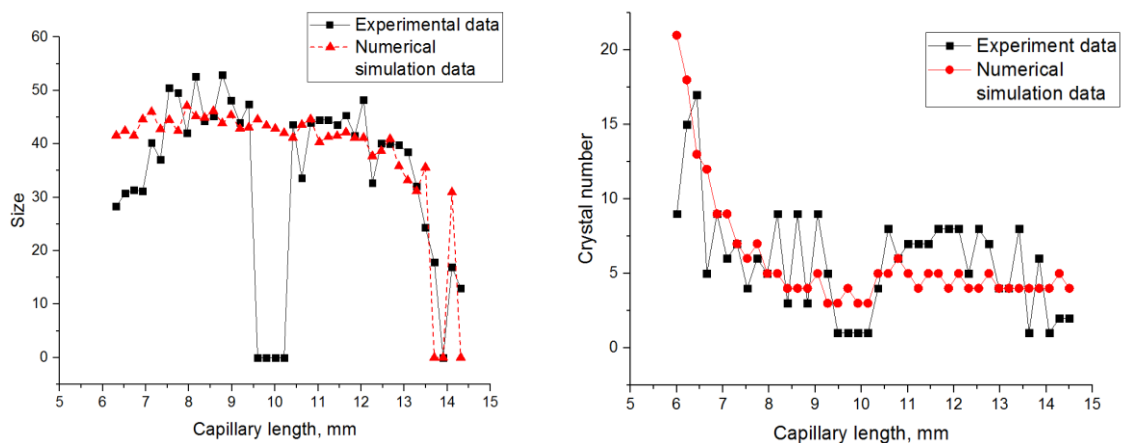 Experimental data
Numerical
simulation data
60
50
40
30
20
10
0
Size
5 6 7 8 9 10 11 12 13 14 15
Capillary length, mm
Experiment data
Numerical
simulation data
20
15
10
5
0
Crystal number
5 6 7 8 9 10 11 12 13 14 15
Capillary length, mm